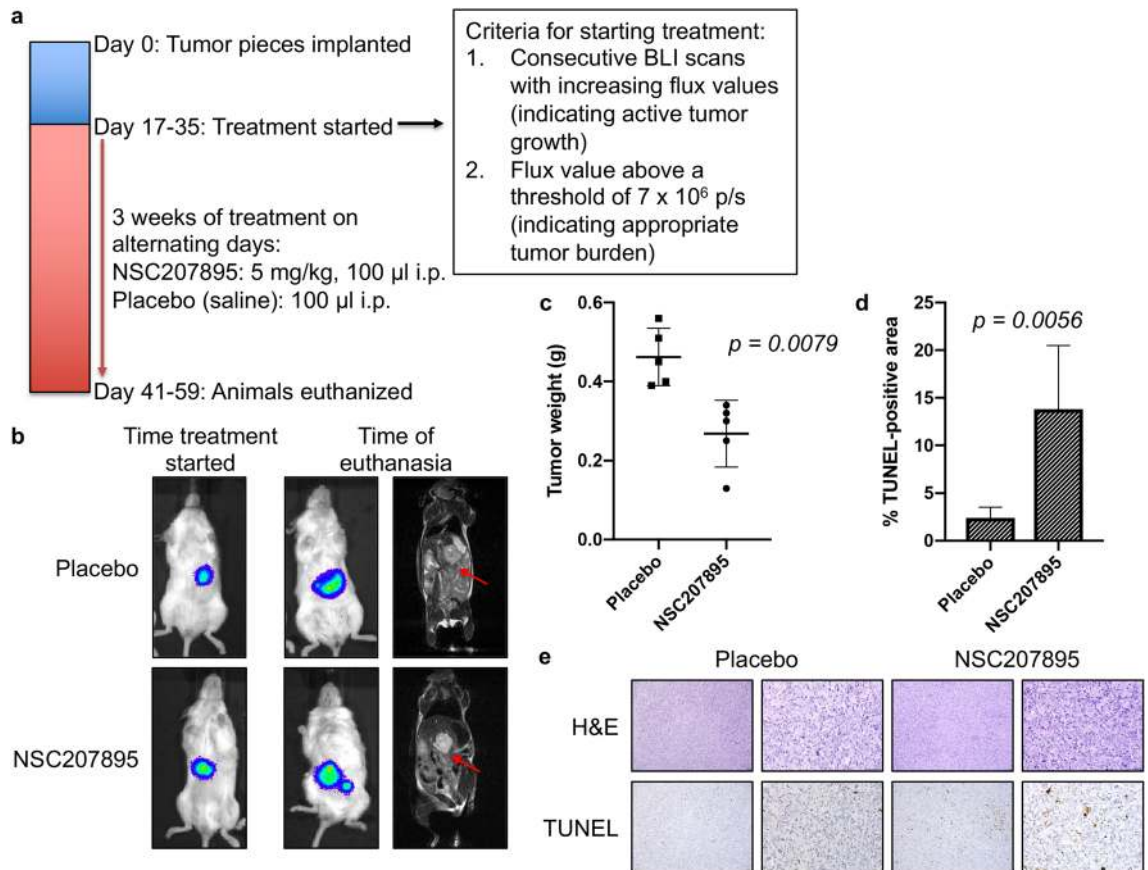 a
Day 0: Tumor pieces implanted
Day 17-35: Treatment started
3 weeks of treatment on
alternating days:
NSC207895: 5 mg/kg, 100 µl i.p.
Placebo (saline): 100 µl i.p.
Day 41-59: Animals euthanized
Criteria for starting treatment:
1. Consecutive BLI scans
with increasing flux values
(indicating active tumor
growth)
2. Flux value above a
threshold of 7 x 10⁶ p/s
(indicating appropriate
tumor burden)
b
Time treatment
started
Time of
euthanasia
Placebo
NSC207895
c
Tumor weight (g)
0.6
0.4
0.2
0.0
p = 0.0079
Placebo
NSC207895
d
% TUNEL-positive area
25
20
15
10
5
0
p = 0.0056
Placebo
NSC207895
e
Placebo
NSC207895
H&E
TUNEL